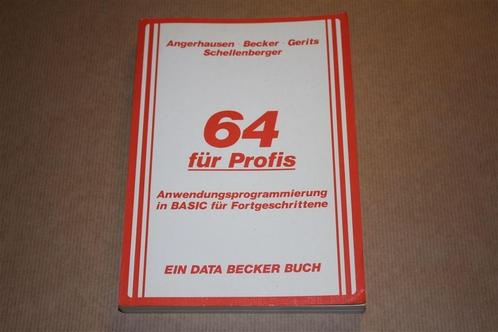 Angerhausen · Becker · Gerits
Schellenberger
64
für Profis
Anwendungsprogrammierung
in BASIC für Fortgeschrittene
EIN DATA BECKER BUCH